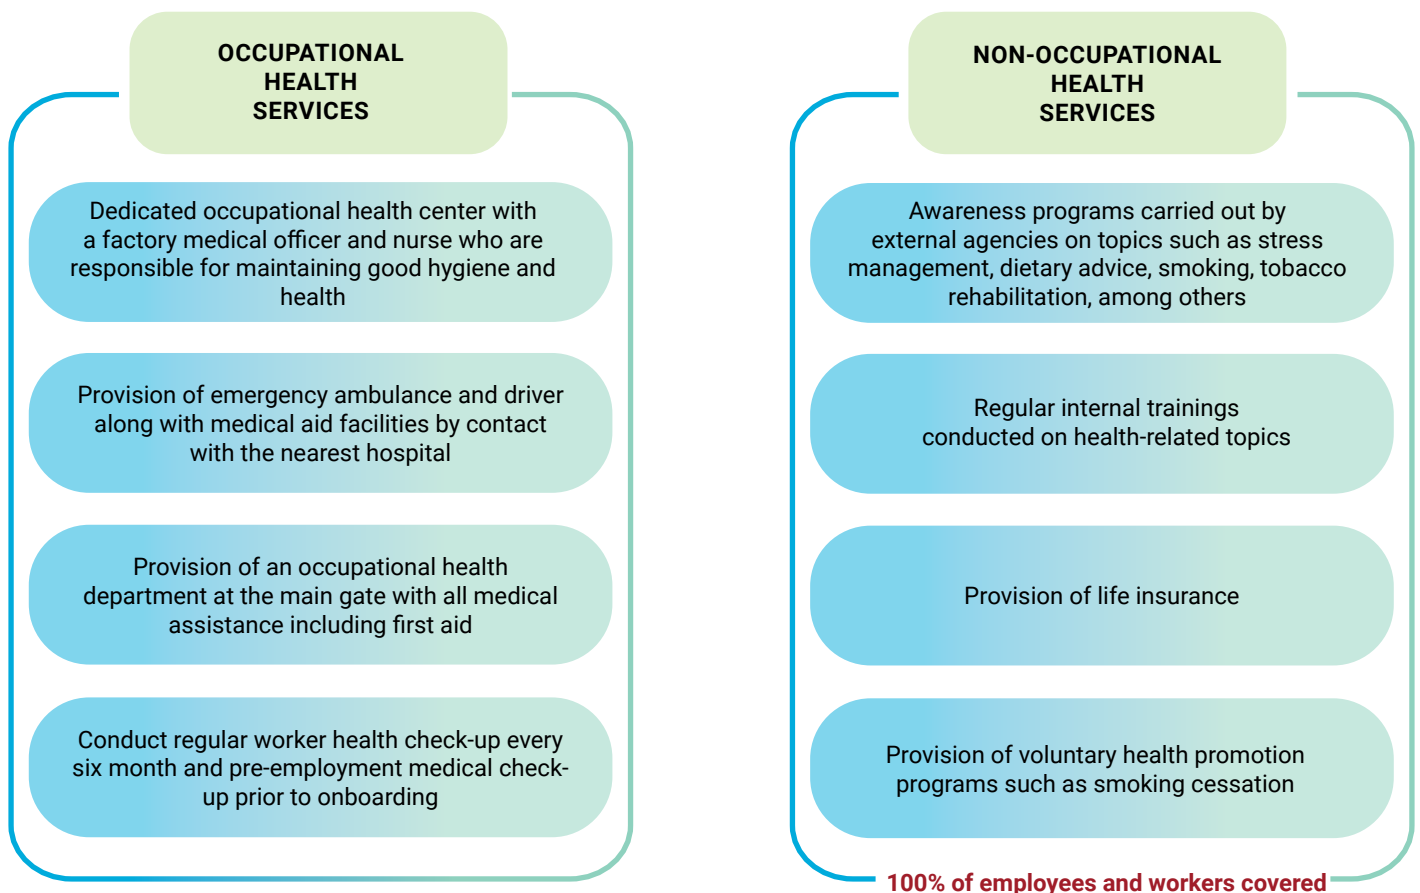 OCCUPATIONAL
HEALTH
SERVICES
Dedicated occupational health center with
a factory medical officer and nurse who are
responsible for maintaining good hygiene and
health
Provision of emergency ambulance and driver
along with medical aid facilities by contact
with the nearest hospital
Provision of an occupational health
department at the main gate with all medical
assistance including first aid
Conduct regular worker health check-up every
six month and pre-employment medical check-
up prior to onboarding
NON-OCCUPATIONAL
HEALTH
SERVICES
Awareness programs carried out by
external agencies on topics such as stress
management, dietary advice, smoking, tobacco
rehabilitation, among others
Regular internal trainings
conducted on health-related topics
Provision of life insurance
Provision of voluntary health promotion
programs such as smoking cessation
100% of employees and workers covered